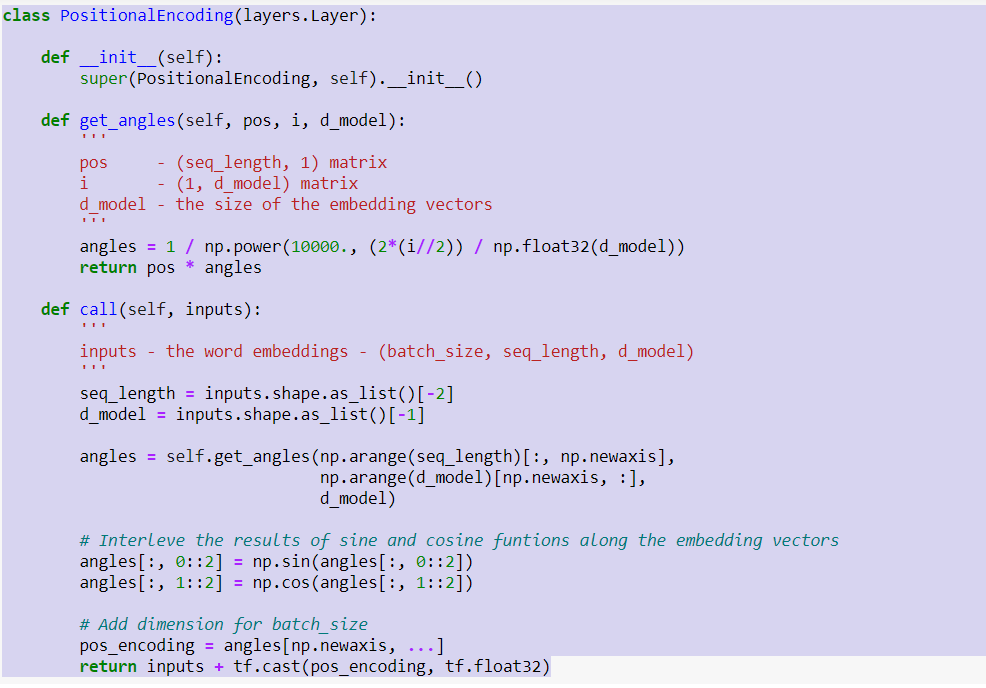 class PositionalEncoding(layers.Layer):

    def __init__(self):
        super(PositionalEncoding, self).__init__()

    def get_angles(self, pos, i, d_model):
        '''
        pos     - (seq_length, 1) matrix
        i       - (1, d_model) matrix
        d_model - the size of the embedding vectors
        '''
        angles = 1 / np.power(10000., (2*(i//2)) / np.float32(d_model))
        return pos * angles

    def call(self, inputs):
        '''
        inputs - the word embeddings - (batch_size, seq_length, d_model)
        '''
        seq_length = inputs.shape.as_list()[-2]
        d_model = inputs.shape.as_list()[-1]

        angles = self.get_angles(np.arange(seq_length)[:, np.newaxis],
                                 np.arange(d_model)[np.newaxis, :],
                                 d_model)

        # Interleve the results of sine and cosine funtions along the embedding vectors
        angles[:, 0::2] = np.sin(angles[:, 0::2])
        angles[:, 1::2] = np.cos(angles[:, 1::2])

        # Add dimension for batch_size
        pos_encoding = angles[np.newaxis, ...]
        return inputs + tf.cast(pos_encoding, tf.float32)